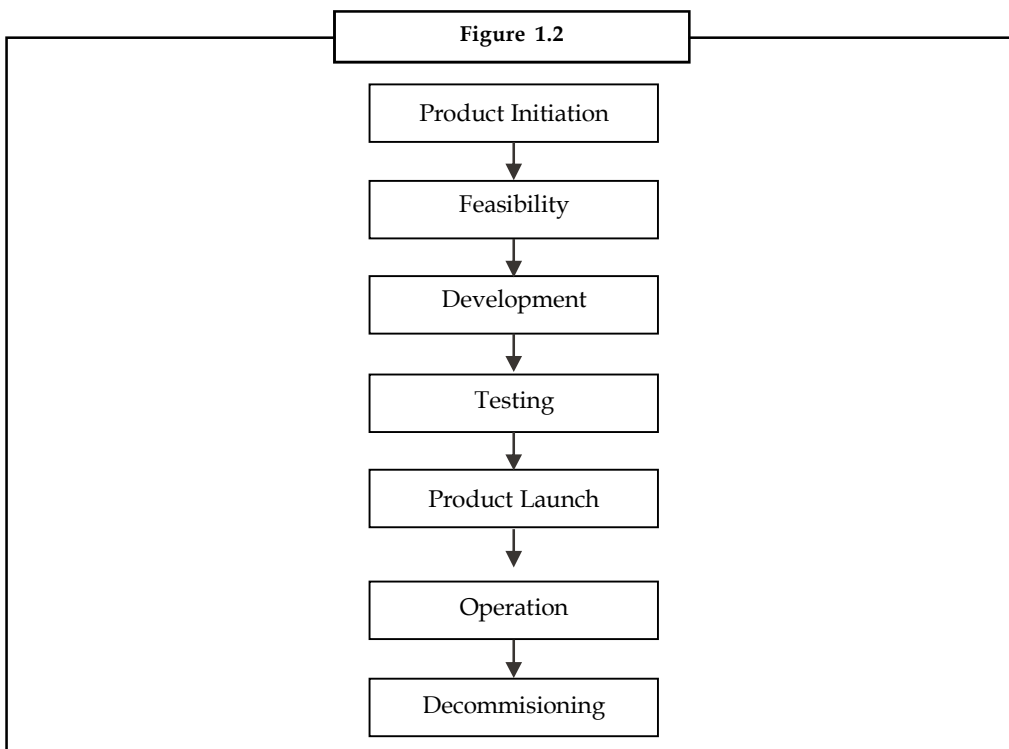 Figure 1.2
Product Initiation
Feasibility
Development
Testing
Product Launch
Operation
Decommisioning